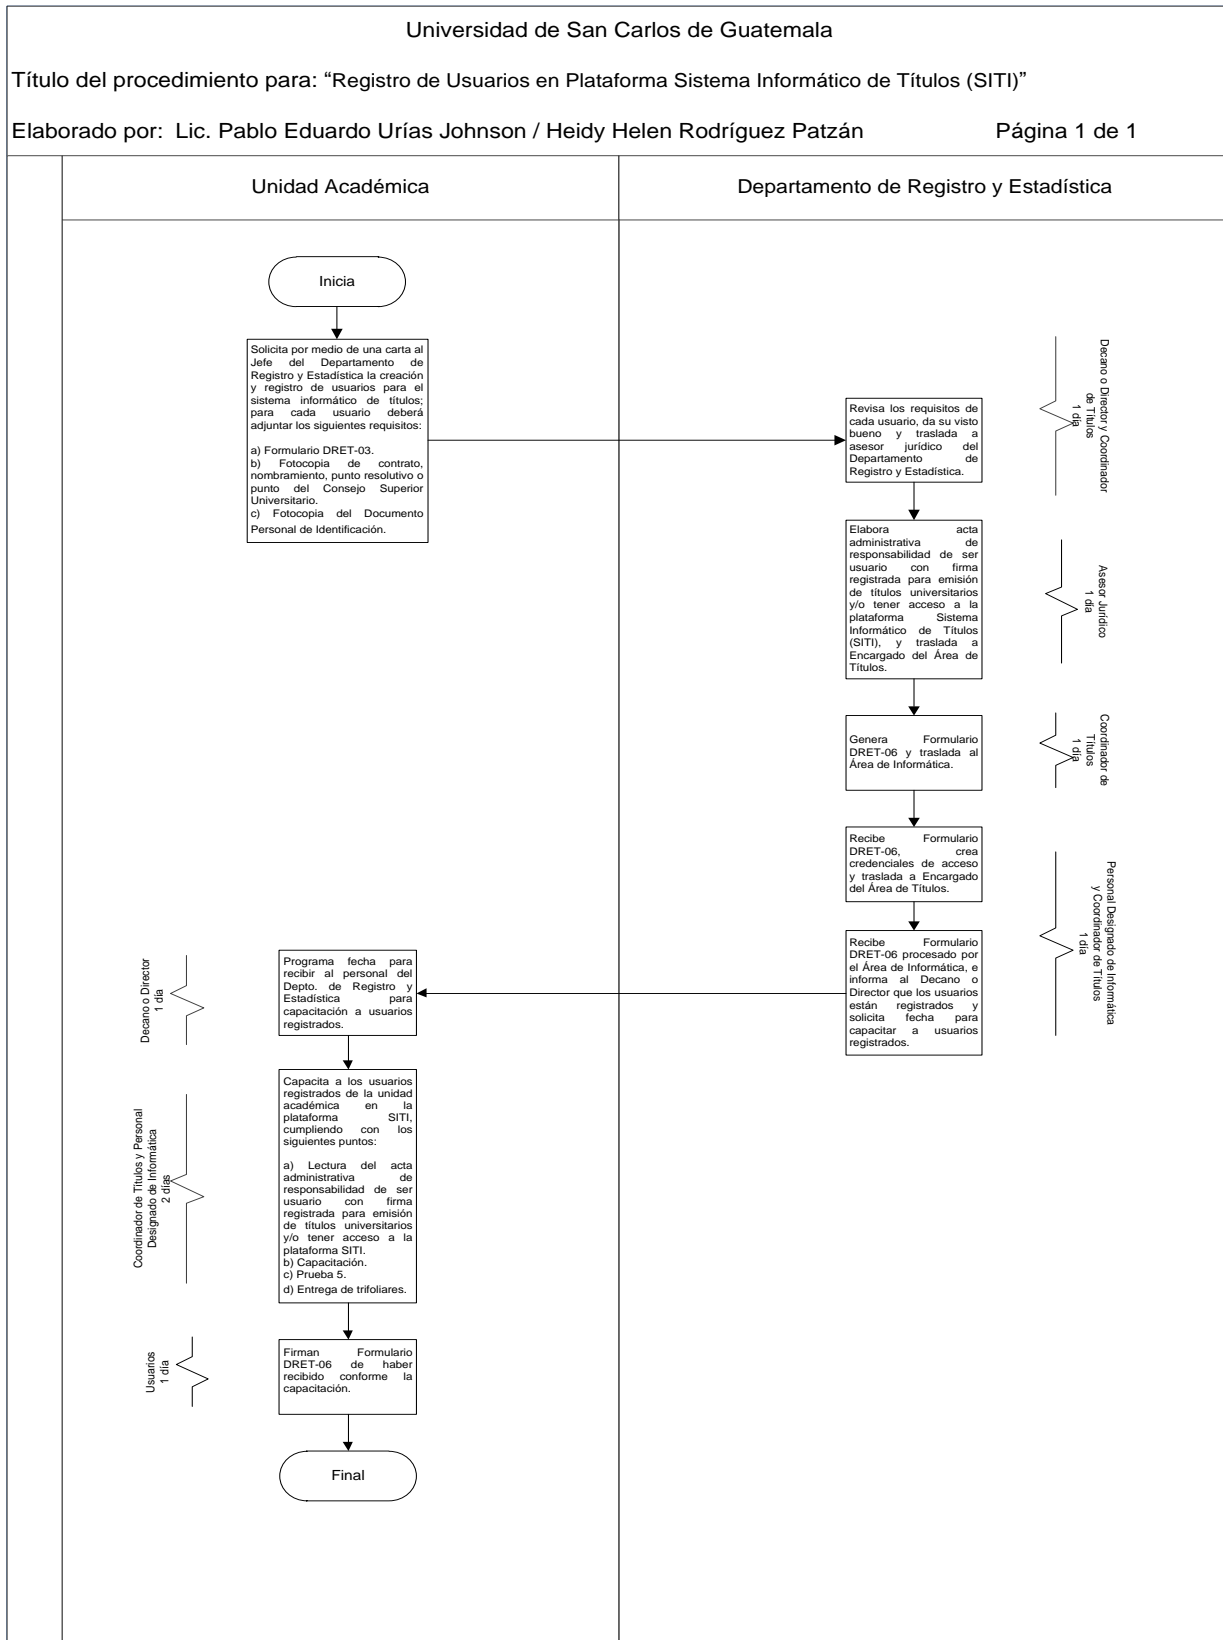 Universidad de San Carlos de Guatemala
Título del procedimiento para: “Registro de Usuarios en Plataforma Sistema Informático de Títulos (SITI)”
Elaborado por: Lic. Pablo Eduardo Urías Johnson / Heidy Helen Rodríguez Patzán Página 1 de 1
Unidad Académica
Departamento de Registro y Estadística
Inicia
Solicita por medio de una carta al
Jefe del Departamento de
Registro y Estadística la creación
y registro de usuarios para el
sistema informático de títulos;
para cada usuario deberá
adjuntar los siguientes requisitos:
a) Formulario DRET-03.
b) Fotocopia de contrato,
nombramiento, punto resolutivo o
punto del Consejo Superior
Universitario.
c) Fotocopia del Documento
Personal de Identificación.
Revisa los requisitos de
cada usuario, da su visto
bueno y traslada a
asesor jurídico del
Departamento de
Registro y Estadística.
Decano o Director y Coordinador
de Títulos
1 día
Elabora acta
administrativa de
responsabilidad de ser
usuario con firma
registrada para emisión
de títulos universitarios
y/o tener acceso a la
plataforma Sistema
Informático de Títulos
(SITI), y traslada a
Encargado del Área de
Títulos.
Asesor Jurídico
1 día
Genera Formulario
DRET-06 y traslada al
Área de Informática.
Coordinador de
Títulos
1 día
Recibe Formulario
DRET-06, crea
credenciales de acceso
y traslada a Encargado
del Área de Títulos.
Recibe Formulario
DRET-06 procesado por
el Área de Informática, e
informa al Decano o
Director que los usuarios
están registrados y
solicita fecha para
capacitar a usuarios
registrados.
Personal Designado de Informática
y Coordinador de Títulos
1 día
Programa fecha para
recibir al personal del
Depto. de Registro y
Estadística para
capacitación a usuarios
registrados.
Decano o Director
1 día
Capacita a los usuarios
registrados de la unidad
académica en la
plataforma SITI,
cumpliendo con los
siguientes puntos:
a) Lectura del acta
administrativa de
responsabilidad de ser
usuario con firma
registrada para emisión
de títulos universitarios
y/o tener acceso a la
plataforma SITI.
b) Capacitación.
c) Prueba 5.
d) Entrega de trifoliares.
Coordinador de Títulos y Personal
Designado de Informática
2 días
Firman Formulario
DRET-06 de haber
recibido conforme la
capacitación.
Usuarios
1 día
Final